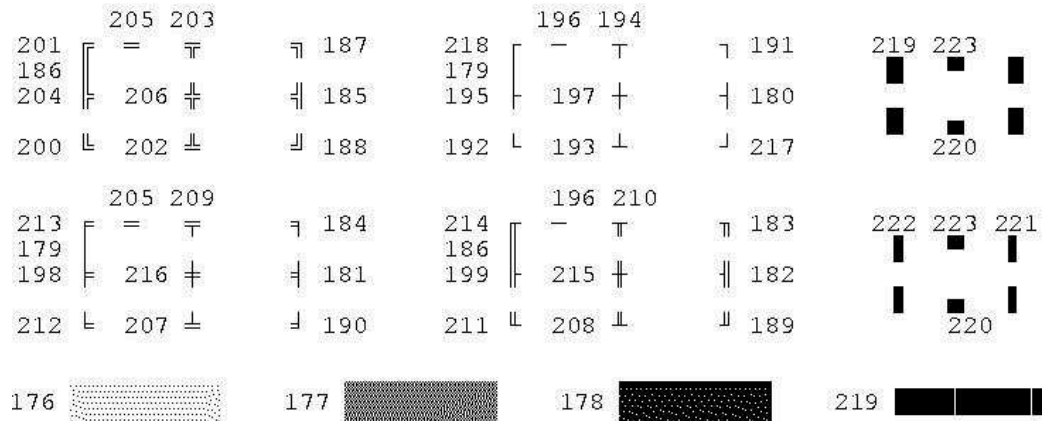 205 203 196 194
201 ╔ ═ ╦ ╗ 187 218 ┌ ─ ┬ ┐ 191 219 223
186 ║ 179 │
204 ╠ 206 ╬ ╣ 185 195 ├ 197 ┼ ┤ 180
200 ╚ 202 ╩ ╝ 188 192 └ 193 ┴ ┘ 217 220
205 209 196 210
213 ╒ ═ ╤ ╕ 184 214 ╓ ─ ╥ ╖ 183 222 223 221
179 │ 186 ║
198 ╞ 216 ╪ ╡ 181 199 ╟ 215 ╫ ╢ 182
212 ╘ 207 ╧ ╛ 190 211 ╙ 208 ╨ ╜ 189 220
176 177 178 219